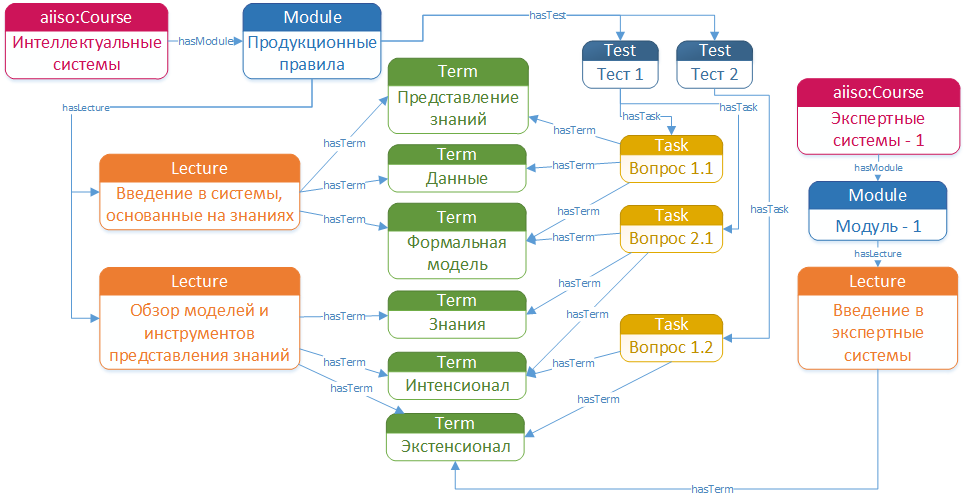 aiiso:Course
Интеллектуальные
системы
hasModule
Module
Продукционные
правила
hasTest
Test
Тест 1
Test
Тест 2
hasLecture
hasTask
hasTask
hasTask
aiiso:Course
Экспертные
системы - 1
hasModule
Module
Модуль - 1
hasLecture
Lecture
Введение в
экспертные
системы
Term
Представление
знаний
hasTerm
hasTerm
Task
Вопрос 1.1
Lecture
Введение в системы,
основанные на знаниях
hasTerm
Term
Данные
hasTerm
hasTerm
Term
Формальная
модель
hasTerm
hasTerm
Task
Вопрос 2.1
Lecture
Обзор моделей и
инструментов
представления знаний
hasTerm
Term
Знания
hasTerm
hasTerm
Task
Вопрос 1.2
hasTerm
Term
Интенсионал
hasTerm
hasTerm
Term
Экстенсионал
hasTerm
hasTerm